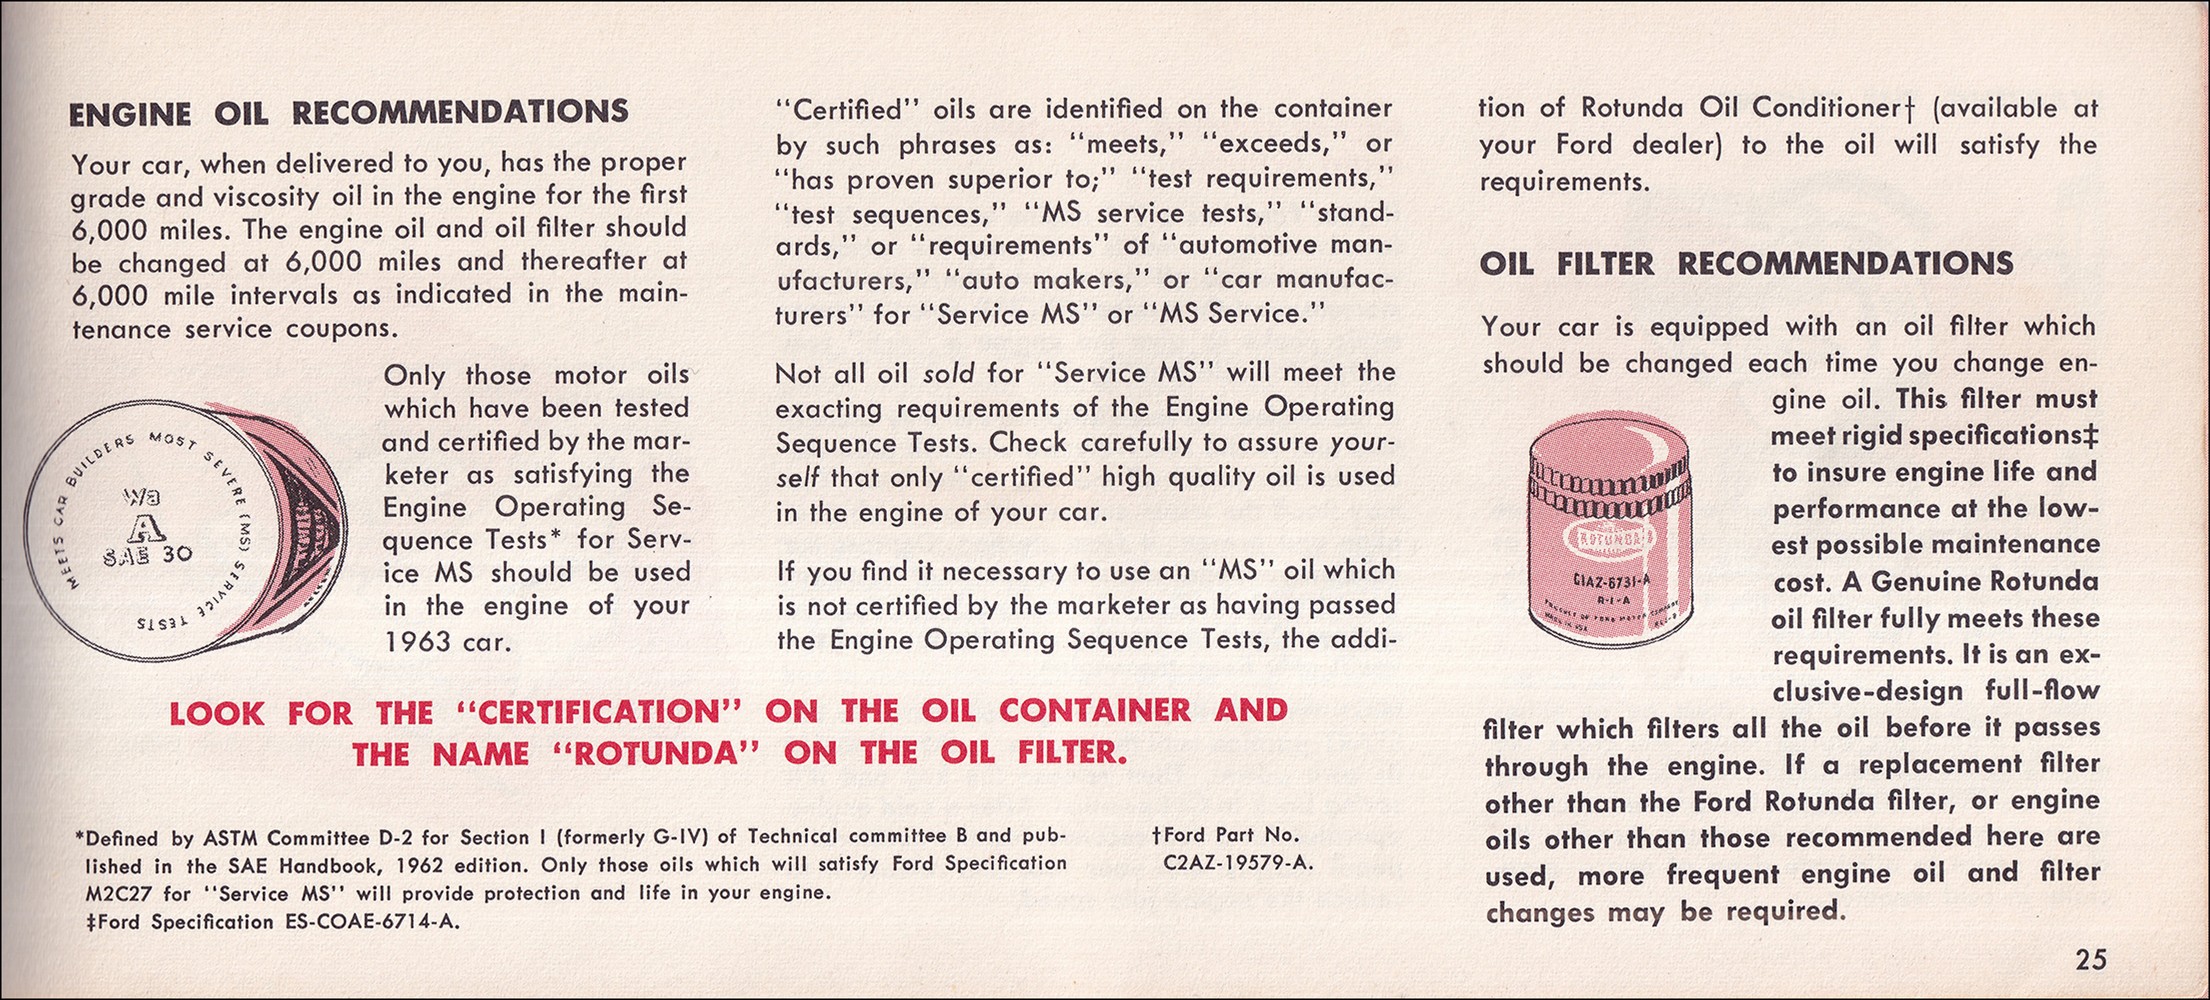 ENGINE OIL RECOMMENDATIONS
Your car, when delivered to you, has the proper
grade and viscosity oil in the engine for the first
6,000 miles. The engine oil and oil filter should
be changed at 6,000 miles and thereafter at
6,000 mile intervals as indicated in the main-
tenance service coupons.
Only those motor oils
which have been tested
and certified by the mar-
keter as satisfying the
Engine Operating Se-
quence Tests* for Serv-
ice MS should be used
in the engine of your
1963 car.
MEETS CAR BUILDERS MOST SEVERE (MS) SERVICE TESTS
A
SAE 30
"Certified" oils are identified on the container
by such phrases as: "meets," "exceeds," or
"has proven superior to;" "test requirements,"
"test sequences," "MS service tests," "stand-
ards," or "requirements" of "automotive man-
ufacturers," "auto makers," or "car manufac-
turers" for "Service MS" or "MS Service."
Not all oil sold for "Service MS" will meet the
exacting requirements of the Engine Operating
Sequence Tests. Check carefully to assure your-
self that only "certified" high quality oil is used
in the engine of your car.
If you find it necessary to use an "MS" oil which
is not certified by the marketer as having passed
the Engine Operating Sequence Tests, the addi-
tion of Rotunda Oil Conditioner† (available at
your Ford dealer) to the oil will satisfy the
requirements.
OIL FILTER RECOMMENDATIONS
Your car is equipped with an oil filter which
should be changed each time you change en-
gine oil. This filter must
meet rigid specifications‡
to insure engine life and
performance at the low-
est possible maintenance
cost. A Genuine Rotunda
oil filter fully meets these
requirements. It is an ex-
clusive-design full-flow
filter which filters all the oil before it passes
through the engine. If a replacement filter
other than the Ford Rotunda filter, or engine
oils other than those recommended here are
used, more frequent engine oil and filter
changes may be required.
ROTUNDA
C1AZ-6731-A
R-1-A
PRODUCT OF FORD MOTOR COMPANY
MADE IN USA
LOOK FOR THE "CERTIFICATION" ON THE OIL CONTAINER AND
THE NAME "ROTUNDA" ON THE OIL FILTER.
*Defined by ASTM Committee D-2 for Section I (formerly G-IV) of Technical committee B and pub-
lished in the SAE Handbook, 1962 edition. Only those oils which will satisfy Ford Specification
M2C27 for "Service MS" will provide protection and life in your engine.
‡Ford Specification ES-COAE-6714-A.
†Ford Part No.
C2AZ-19579-A.
25